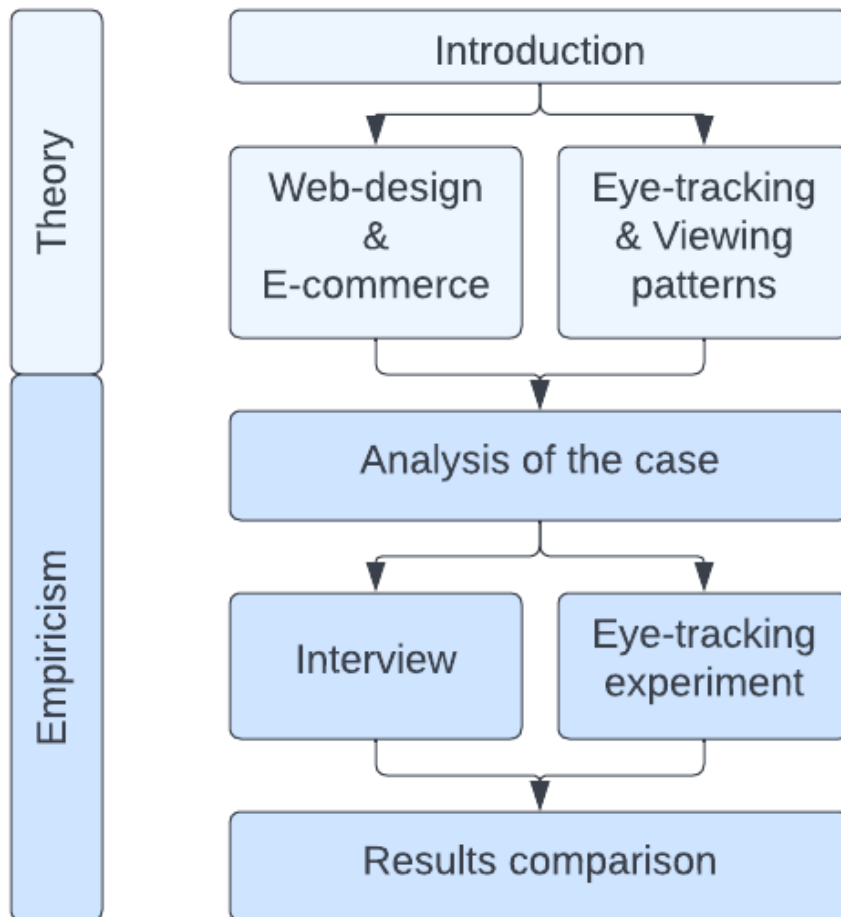 Theory
Introduction
Web-design
&
E-commerce
Eye-tracking
& Viewing
patterns
Empiricism
Analysis of the case
Interview
Eye-tracking
experiment
Results comparison